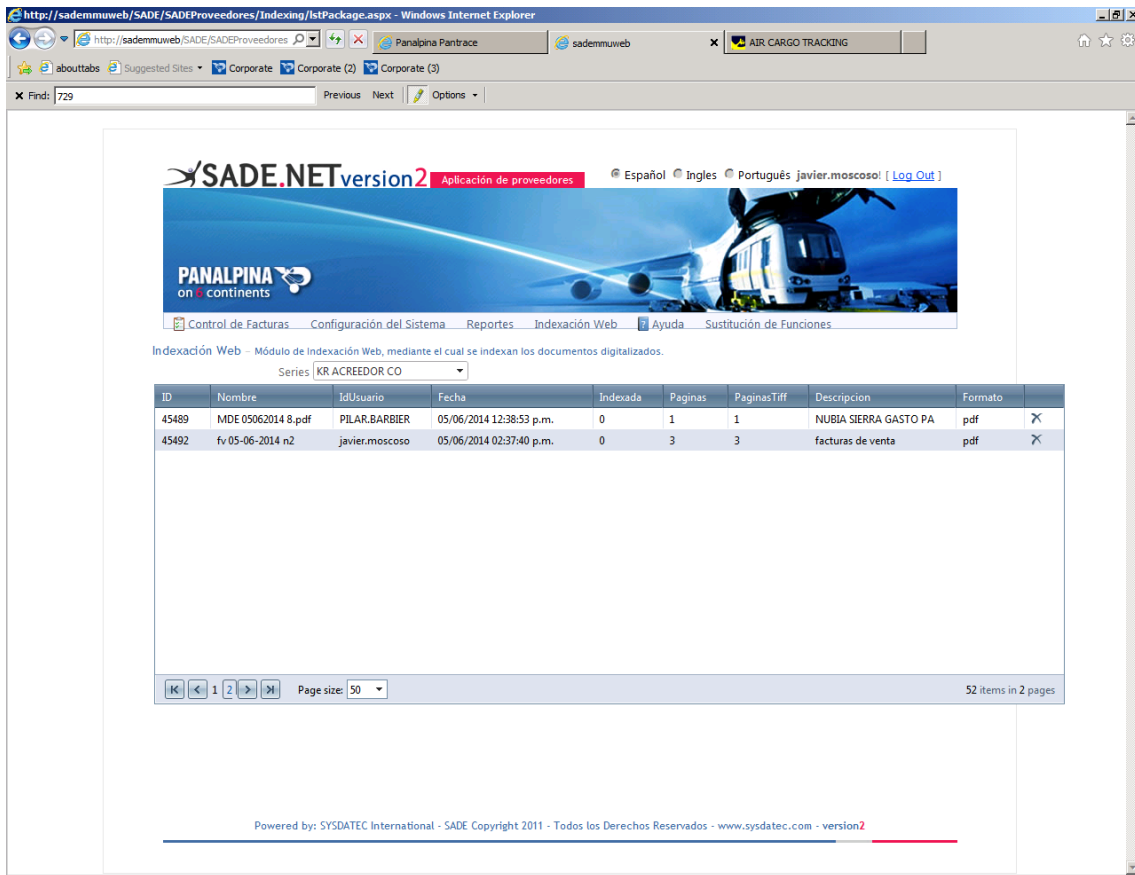 http://sademmuweb/SADE/SADEProveedores/Indexing/lstPackage.aspx - Windows Internet Explorer
http://sademmuweb/SADE/SADEProveedores
Panalpina Pantrace
sademmuweb
AIR CARGO TRACKING
abouttabs Suggested Sites Corporate Corporate (2) Corporate (3)
Find: 729 Previous Next Options
SADE.NET version2 Aplicación de proveedores
Español Ingles Português javier.moscoso! [ Log Out ]
PANALPINA
on 6 continents
Control de Facturas Configuración del Sistema Reportes Indexación Web Ayuda Sustitución de Funciones
Indexación Web - Módulo de Indexación Web, mediante el cual se indexan los documentos digitalizados.
Series KR ACREEDOR CO
ID Nombre IdUsuario Fecha Indexada Paginas PaginasTiff Descripcion Formato
45489 MDE 05062014 8.pdf PILAR.BARBIER 05/06/2014 12:38:53 p.m. 0 1 1 NUBIA SIERRA GASTO PA pdf
45492 fv 05-06-2014 n2 javier.moscoso 05/06/2014 02:37:40 p.m. 0 3 3 facturas de venta pdf
1 2 Page size: 50 52 items in 2 pages
Powered by: SYSDATEC International - SADE Copyright 2011 - Todos los Derechos Reservados - www.sysdatec.com - version2